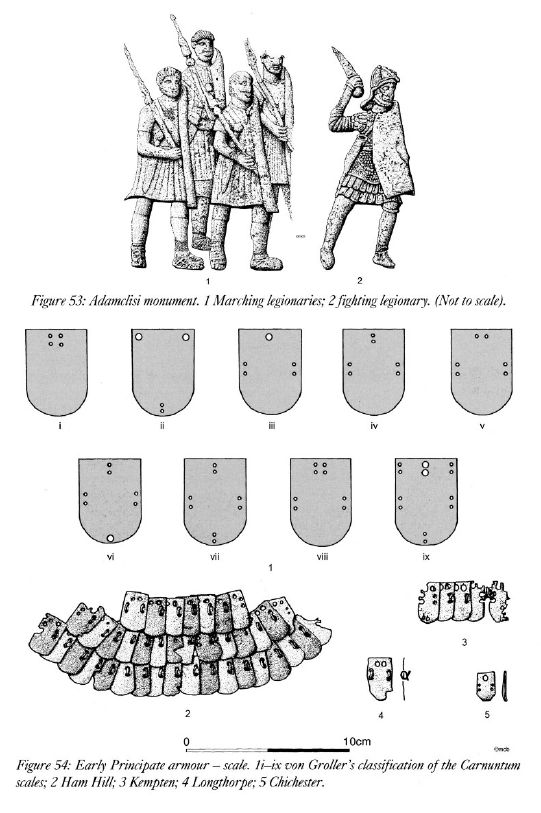 ©mcb
1 2
Figure 53: Adamclisi monument. 1 Marching legionaries; 2 fighting legionary. (Not to scale).
i ii iii iv v
vi vii viii ix
1
3
2 4 5
0 10cm
©mcb
Figure 54: Early Principate armour – scale. 1i–ix von Groller's classification of the Carnuntum
scales; 2 Ham Hill; 3 Kempten; 4 Longthorpe; 5 Chichester.